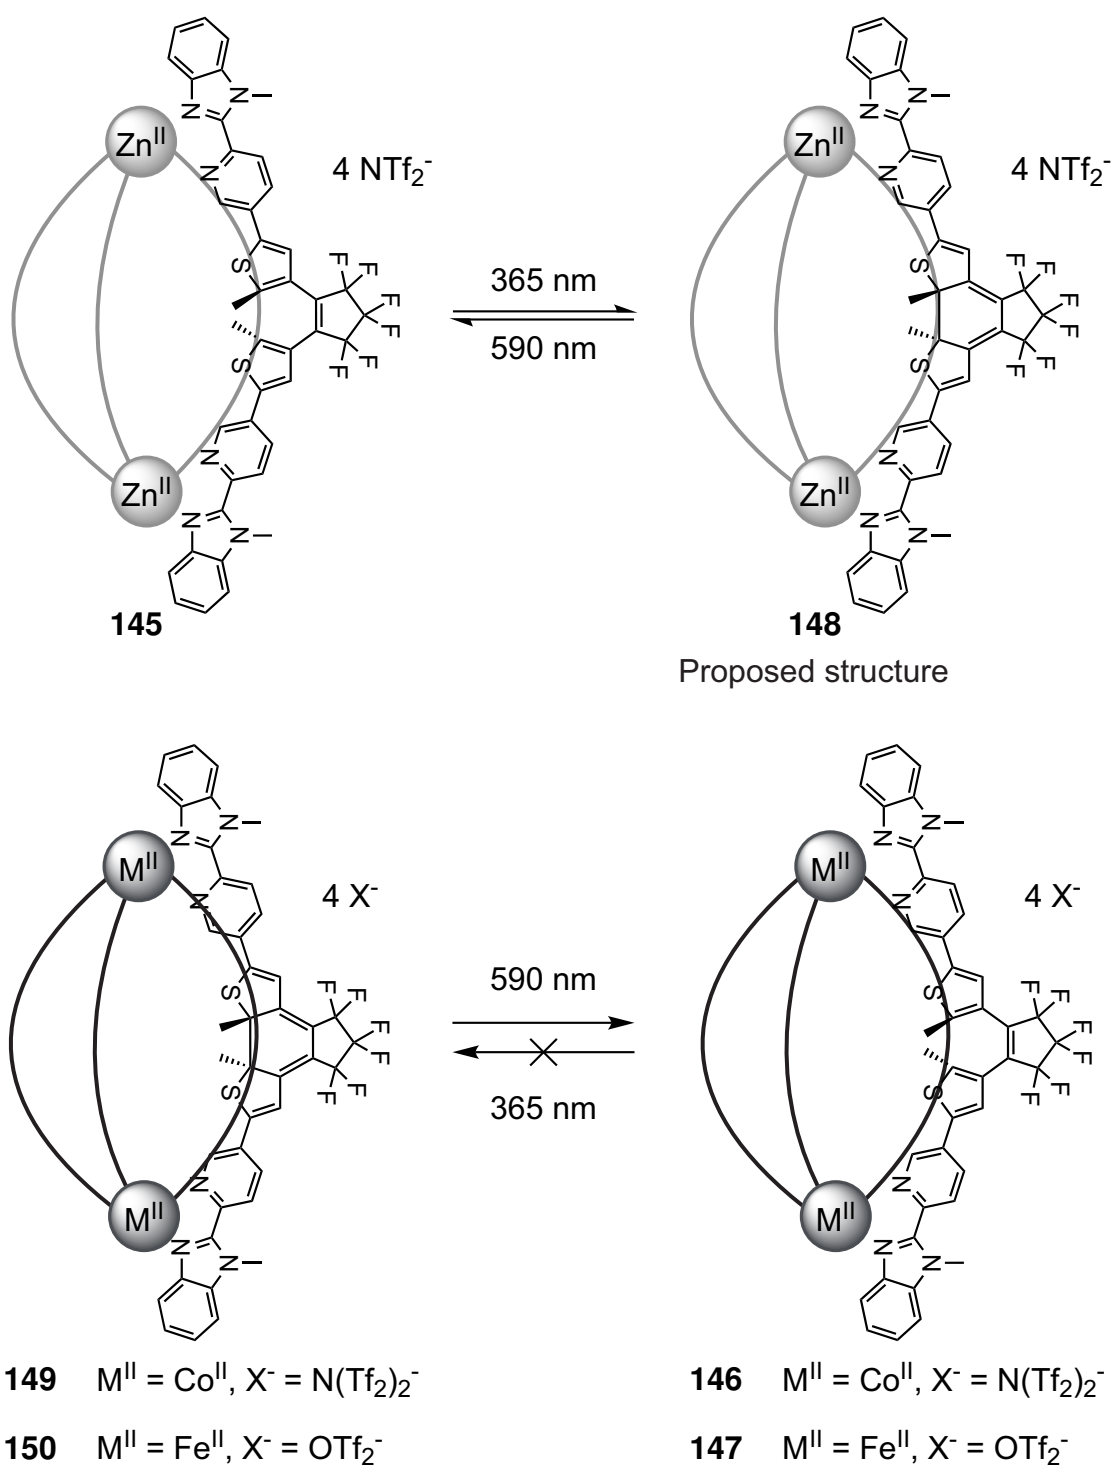 N
N
N
Zn^II
4 NTf2^-
S
F F F F F F
S
N
Zn^II
N
N
145
365 nm
590 nm
N
N
N
Zn^II
4 NTf2^-
S
F F F F F F
S
N
Zn^II
N
N
148
Proposed structure
N
N
N
M^II
4 X^-
S
F F F F F F
S
N
M^II
N
N
590 nm
365 nm
N
N
N
M^II
4 X^-
S
F F F F F F
S
N
M^II
N
N
149 M^II = Co^II, X^- = N(Tf2)2^-
146 M^II = Co^II, X^- = N(Tf2)2^-
150 M^II = Fe^II, X^- = OTf2^-
147 M^II = Fe^II, X^- = OTf2^-